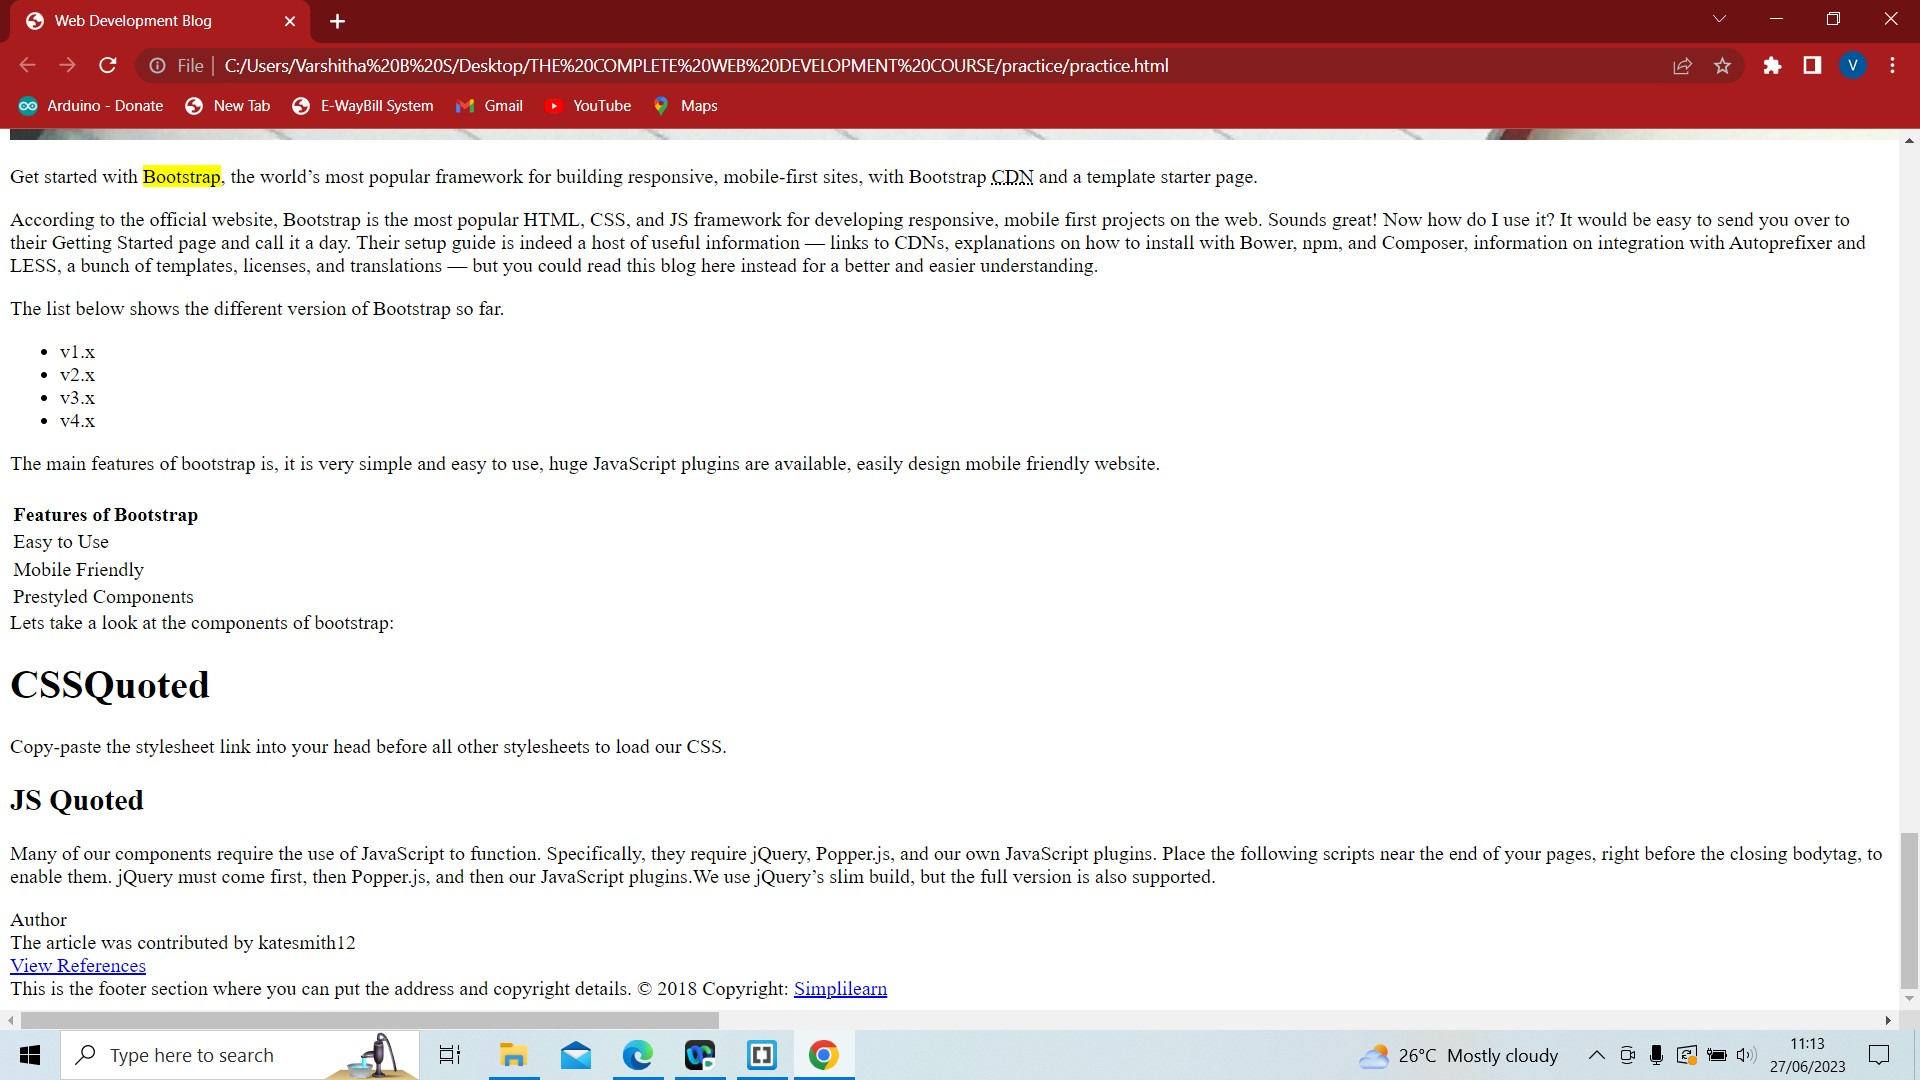 Web Development Blog
File | C:/Users/Varshitha%20B%20S/Desktop/THE%20COMPLETE%20WEB%20DEVELOPMENT%20COURSE/practice/practice.html
V
Arduino - Donate New Tab E-WayBill System Gmail YouTube Maps
Get started with Bootstrap, the world’s most popular framework for building responsive, mobile-first sites, with Bootstrap CDN and a template starter page.
According to the official website, Bootstrap is the most popular HTML, CSS, and JS framework for developing responsive, mobile first projects on the web. Sounds great! Now how do I use it? It would be easy to send you over to
their Getting Started page and call it a day. Their setup guide is indeed a host of useful information — links to CDNs, explanations on how to install with Bower, npm, and Composer, information on integration with Autoprefixer and
LESS, a bunch of templates, licenses, and translations — but you could read this blog here instead for a better and easier understanding.
The list below shows the different version of Bootstrap so far.
• v1.x
• v2.x
• v3.x
• v4.x
The main features of bootstrap is, it is very simple and easy to use, huge JavaScript plugins are available, easily design mobile friendly website.
Features of Bootstrap
Easy to Use
Mobile Friendly
Prestyled Components
Lets take a look at the components of bootstrap:
CSSQuoted
Copy-paste the stylesheet link into your head before all other stylesheets to load our CSS.
JS Quoted
Many of our components require the use of JavaScript to function. Specifically, they require jQuery, Popper.js, and our own JavaScript plugins. Place the following scripts near the end of your pages, right before the closing bodytag, to
enable them. jQuery must come first, then Popper.js, and then our JavaScript plugins.We use jQuery’s slim build, but the full version is also supported.
Author
The article was contributed by katesmith12
View References
This is the footer section where you can put the address and copyright details. © 2018 Copyright: Simplilearn
Type here to search
26°C Mostly cloudy
11:13
27/06/2023